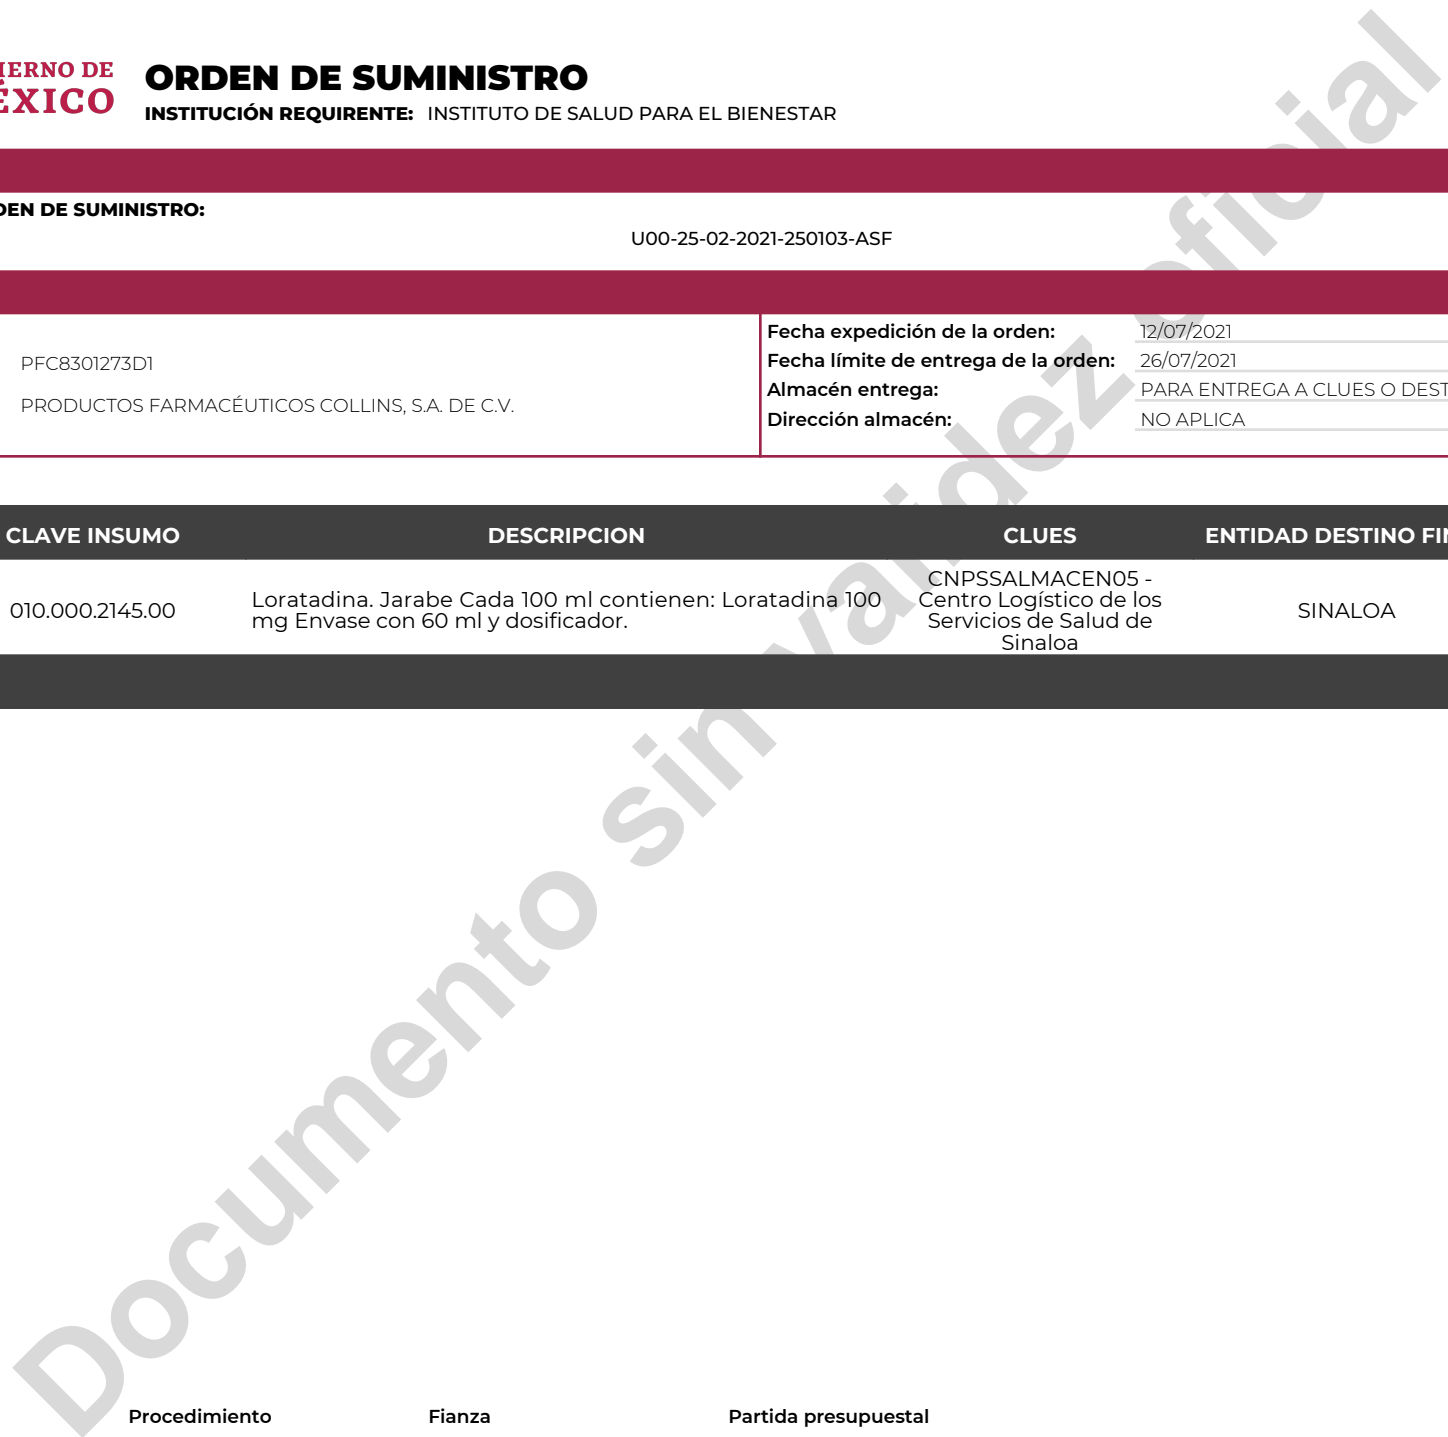 IERNO DE
ÉXICO
ORDEN DE SUMINISTRO
INSTITUCIÓN REQUIRENTE: INSTITUTO DE SALUD PARA EL BIENESTAR
DEN DE SUMINISTRO:
U00-25-02-2021-250103-ASF
PFC8301273D1
PRODUCTOS FARMACÉUTICOS COLLINS, S.A. DE C.V.
Fecha expedición de la orden: 12/07/2021
Fecha límite de entrega de la orden: 26/07/2021
Almacén entrega: PARA ENTREGA A CLUES O DEST
Dirección almacén: NO APLICA
CLAVE INSUMO DESCRIPCION CLUES ENTIDAD DESTINO FIN
010.000.2145.00
Loratadina. Jarabe Cada 100 ml contienen: Loratadina 100
mg Envase con 60 ml y dosificador.
CNPSSALMACEN05 -
Centro Logístico de los
Servicios de Salud de
Sinaloa
SINALOA
Documento sin validez oficial
Procedimiento Fianza Partida presupuestal